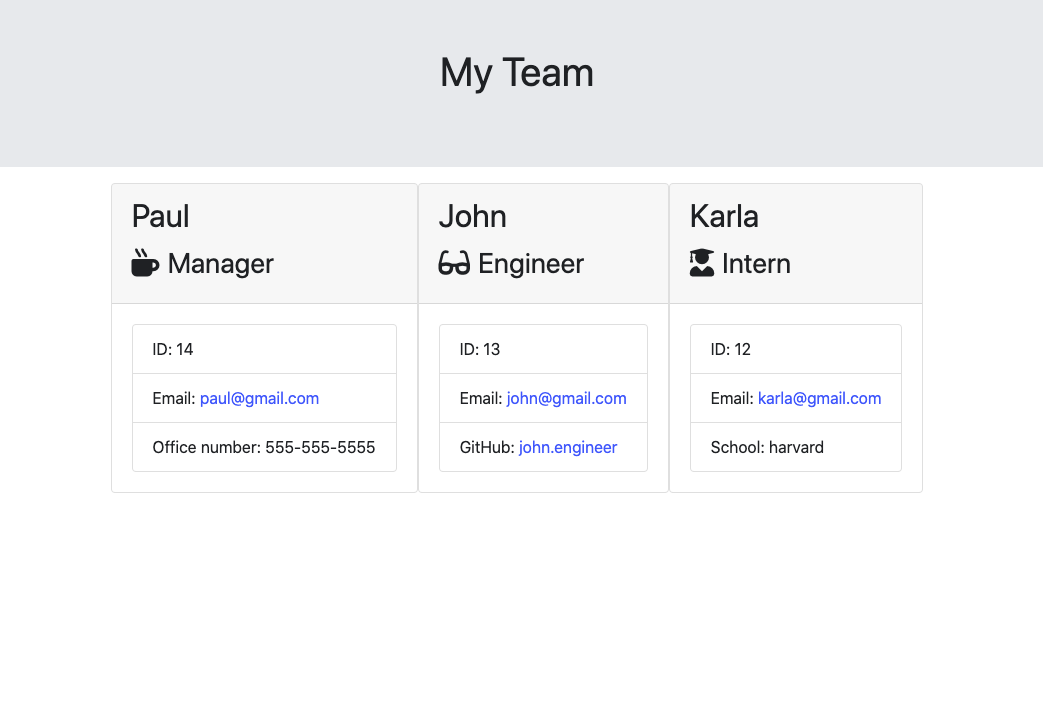 My Team
Paul
Manager
ID: 14
Email: paul@gmail.com
Office number: 555-555-5555
John
Engineer
ID: 13
Email: john@gmail.com
GitHub: john.engineer
Karla
Intern
ID: 12
Email: karla@gmail.com
School: harvard